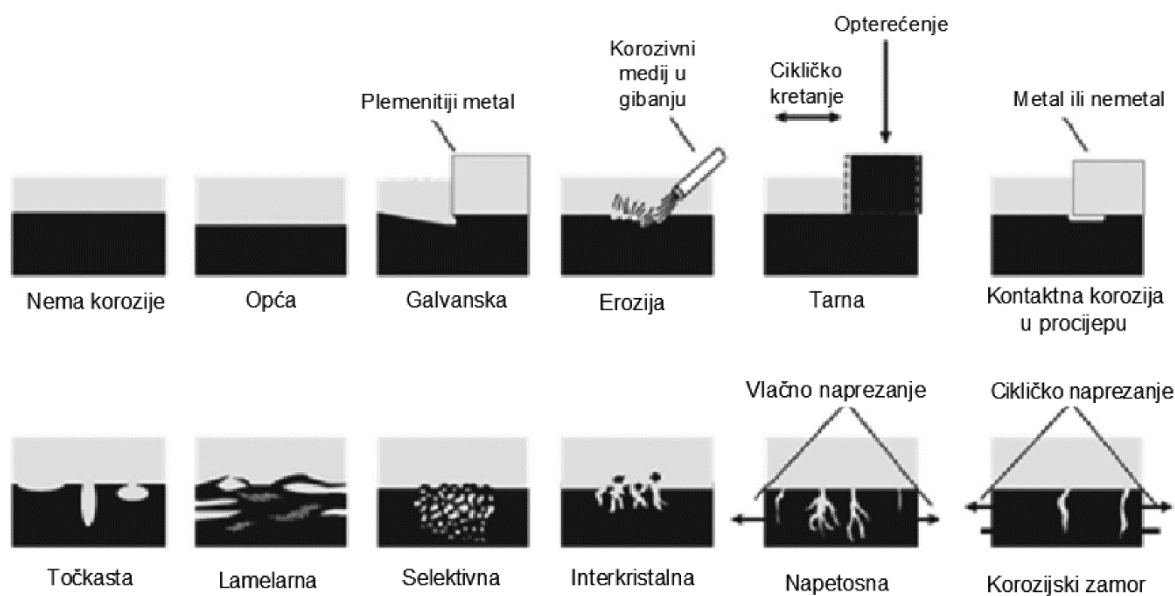 Opterećenje
Korozivni
medij u
gibanju
Cikličko
kretanje
Plemenitiji metal
Metal ili nemetal
Nema korozije
Opća
Galvanska
Erozija
Tarna
Kontaktna korozija
u procijepu
Vlačno naprezanje
Cikličko naprezanje
Točkasta
Lamelarna
Selektivna
Interkristalna
Napetosna
Korozijski zamor